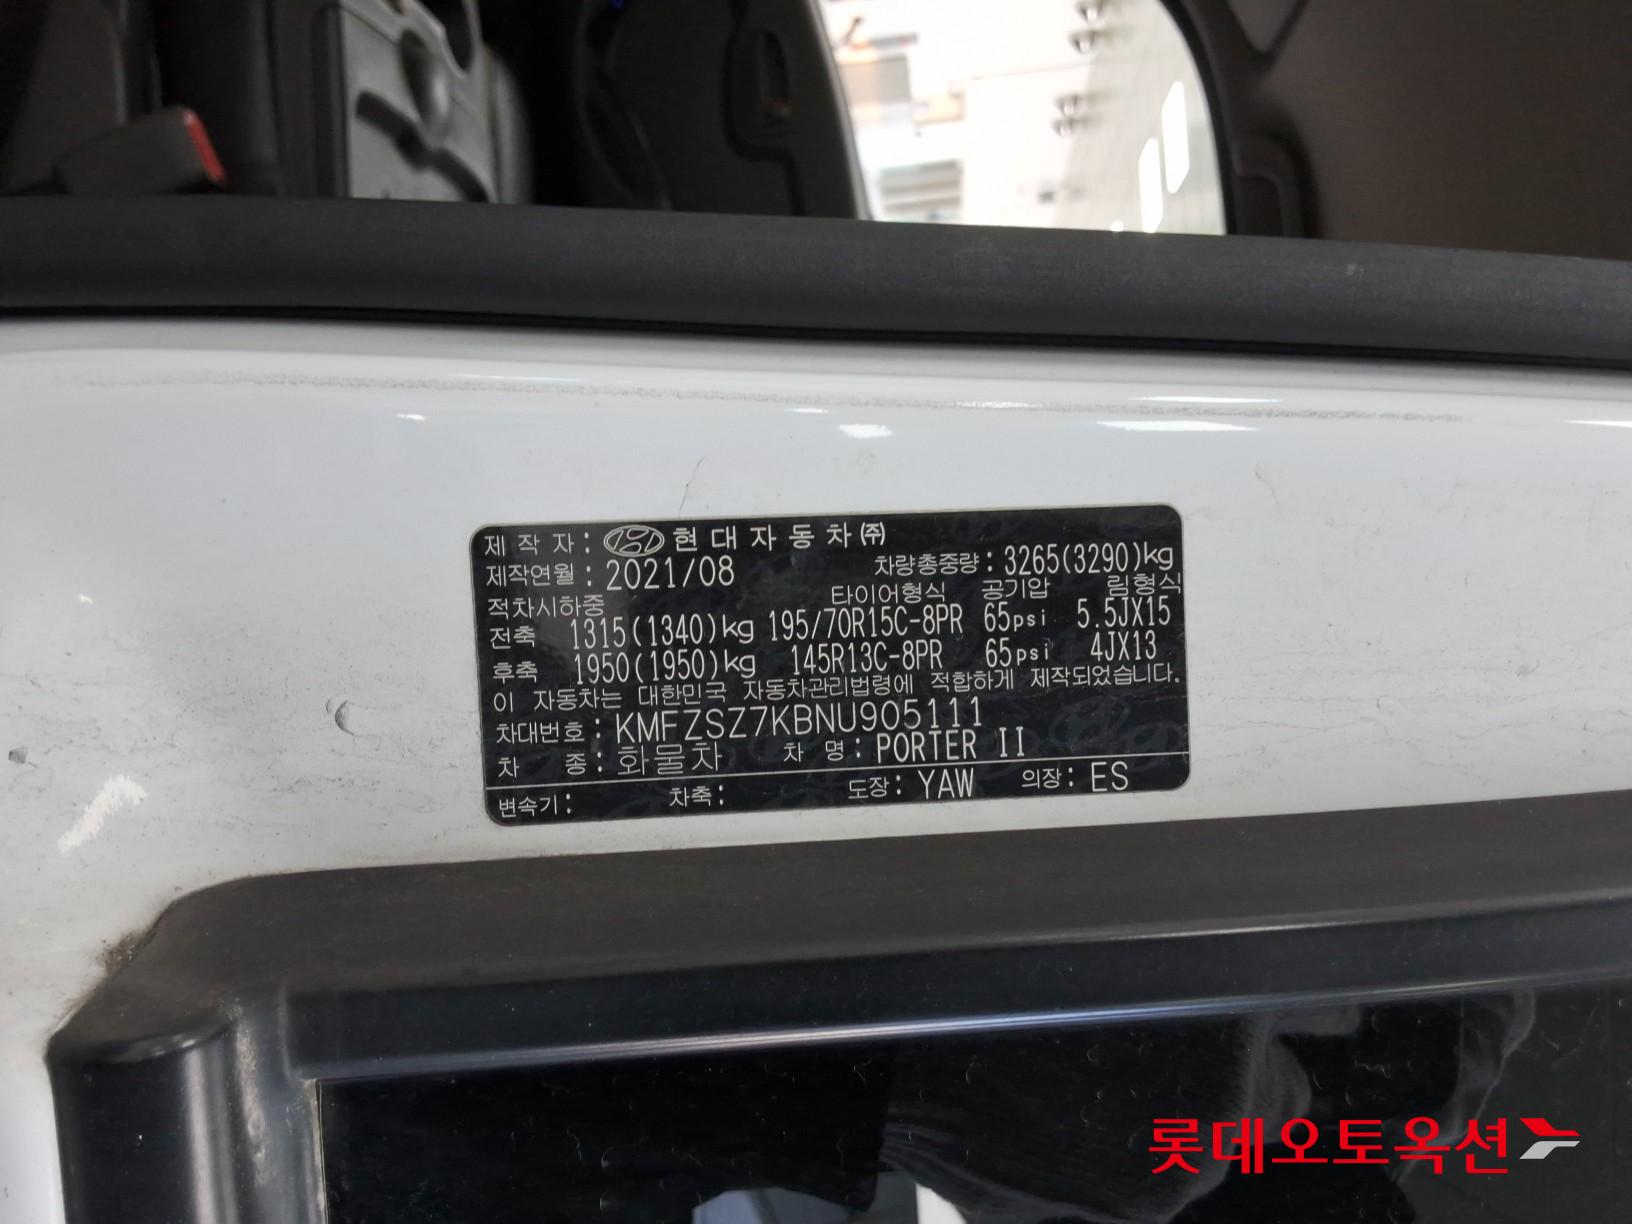 제 작 자 : 현대자동차㈜
제작연월 : 2021/08 차량총중량 : 3265(3290)kg
적차시하중 타이어형식 공기압 림형식
전축 1315(1340)kg 195/70R15C-8PR 65psi 5.5JX15
후축 1950(1950)kg 145R13C-8PR 65psi 4JX13
이 자동차는 대한민국 자동차관리법령에 적합하게 제작되었습니다.
차대번호 : KMFZSZ7KBNU905111
차 종 : 화물차 차 명 : PORTER II
변속기 : 차축 : 도장 : YAW 의장 : ES
롯데오토옥션